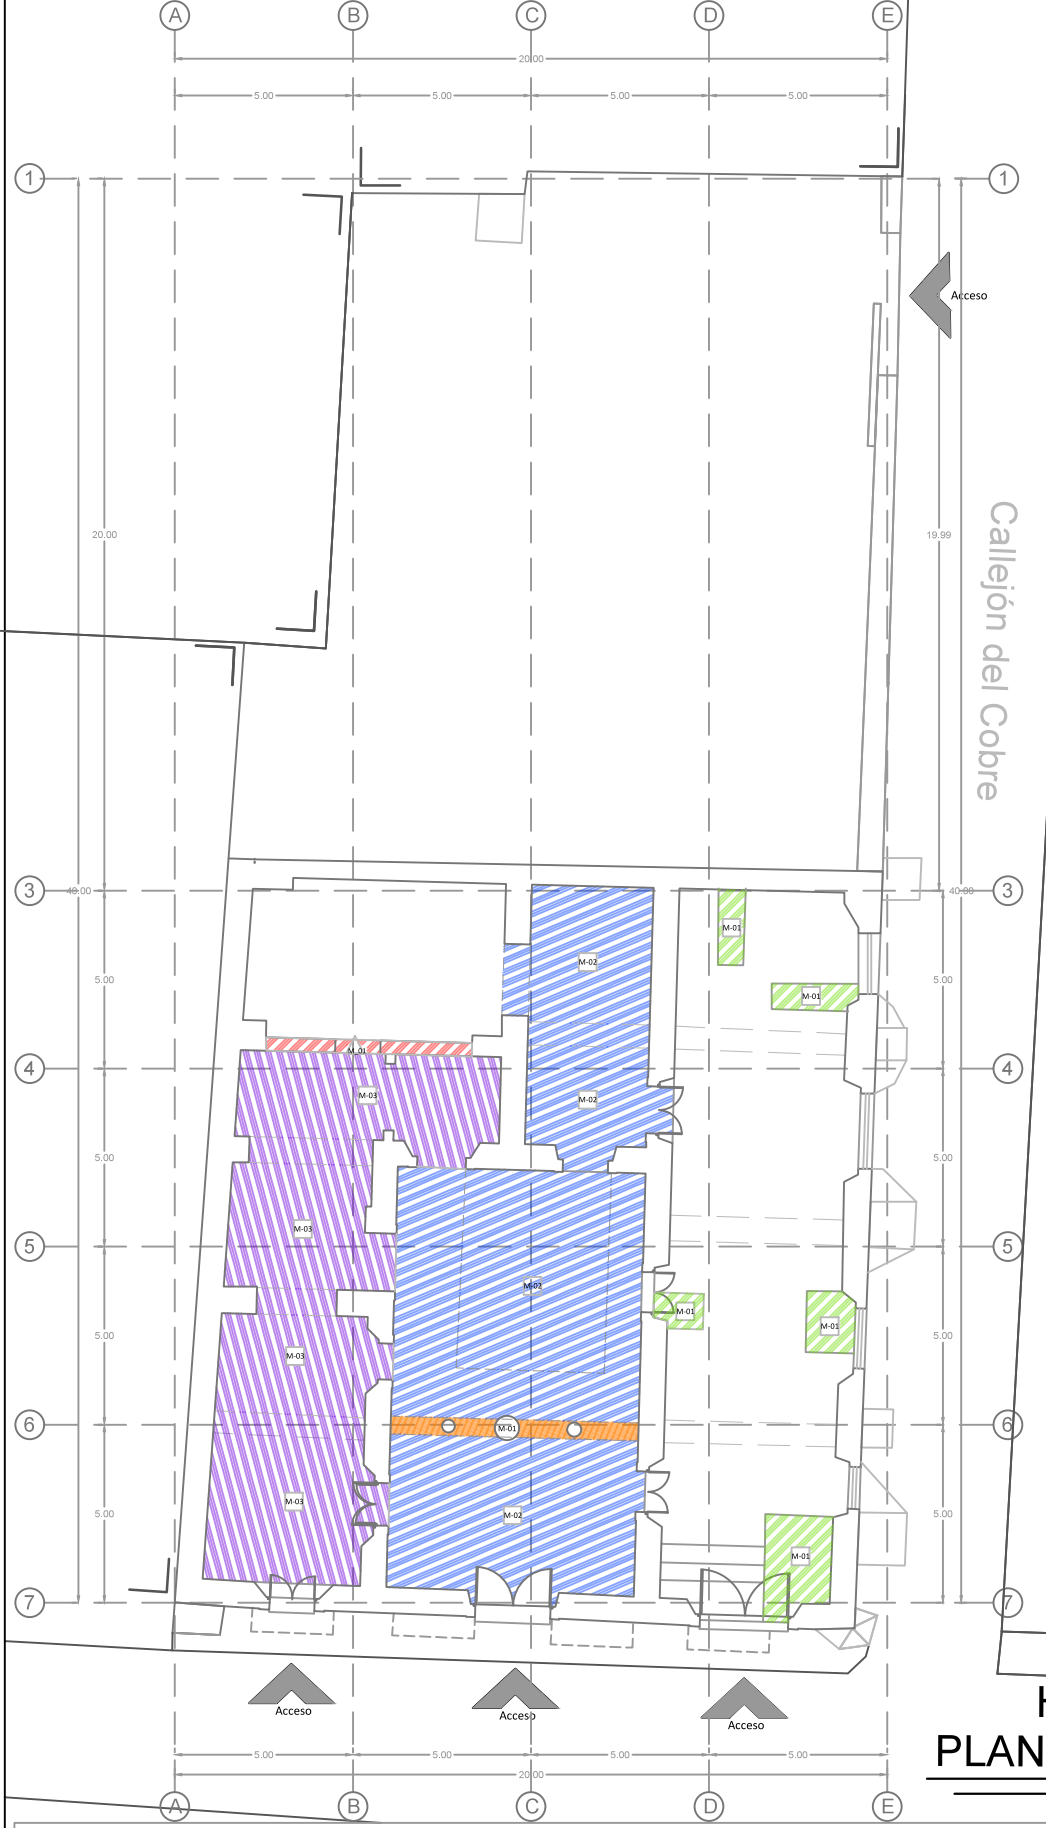 A B C D E
20.00
5.00 5.00 5.00 5.00
1 1
Acceso
20.00 19.99
Callejón del Cobre
3 40.00 40.00 3
M-01
M-02
5.00 5.00
M-01
M-01
4 4
M-03 M-02
5.00 5.00
M-03
5 5
M-02
M-01
M-01
5.00 5.00
M-03
6 M-01 6
M-03
M-02
5.00 5.00
M-01
7 7
Acceso Acceso Acceso
H
PLAN
5.00 5.00 5.00 5.00
20.00
A B C D E